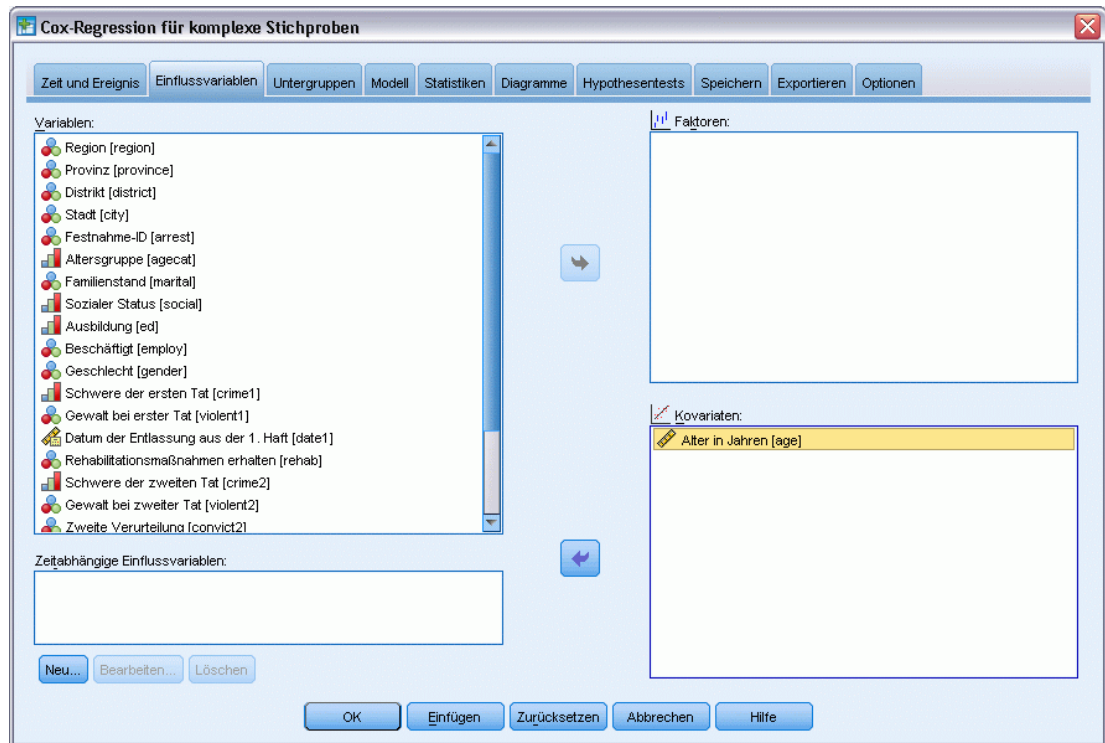 Cox-Regression für komplexe Stichproben
Zeit und Ereignis
Einflussvariablen
Untergruppen
Modell
Statistiken
Diagramme
Hypothesentests
Speichern
Exportieren
Optionen
Variablen:
Region [region]
Provinz [province]
Distrikt [district]
Stadt [city]
Festnahme-ID [arrest]
Altersgruppe [agecat]
Familienstand [marital]
Sozialer Status [social]
Ausbildung [ed]
Beschäftigt [employ]
Geschlecht [gender]
Schwere der ersten Tat [crime1]
Gewalt bei erster Tat [violent1]
Datum der Entlassung aus der 1. Haft [date1]
Rehabilitationsmaßnahmen erhalten [rehab]
Schwere der zweiten Tat [crime2]
Gewalt bei zweiter Tat [violent2]
Zweite Verurteilung [convict2]
Zeitabhängige Einflussvariablen:
Neu...
Bearbeiten...
Löschen
Faktoren:
Kovariaten:
Alter in Jahren [age]
OK
Einfügen
Zurücksetzen
Abbrechen
Hilfe